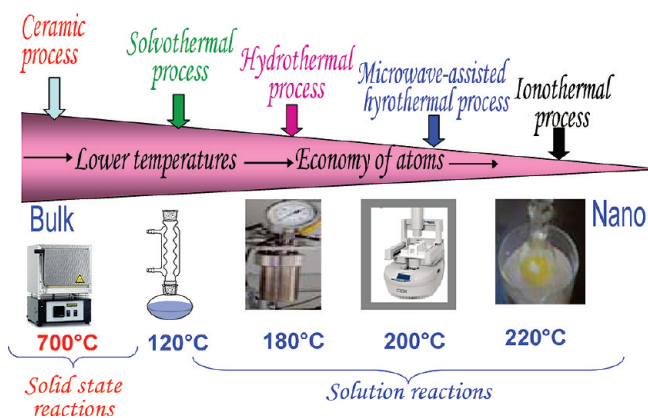 Ceramic
process
Solvothermal
process
Hydrothermal
process
Microwave-assisted
hyrothermal process
Ionothermal
process
Lower temperatures
Economy of atoms
Bulk
Nano
700°C
120°C
180°C
200°C
220°C
Solid state
reactions
Solution reactions